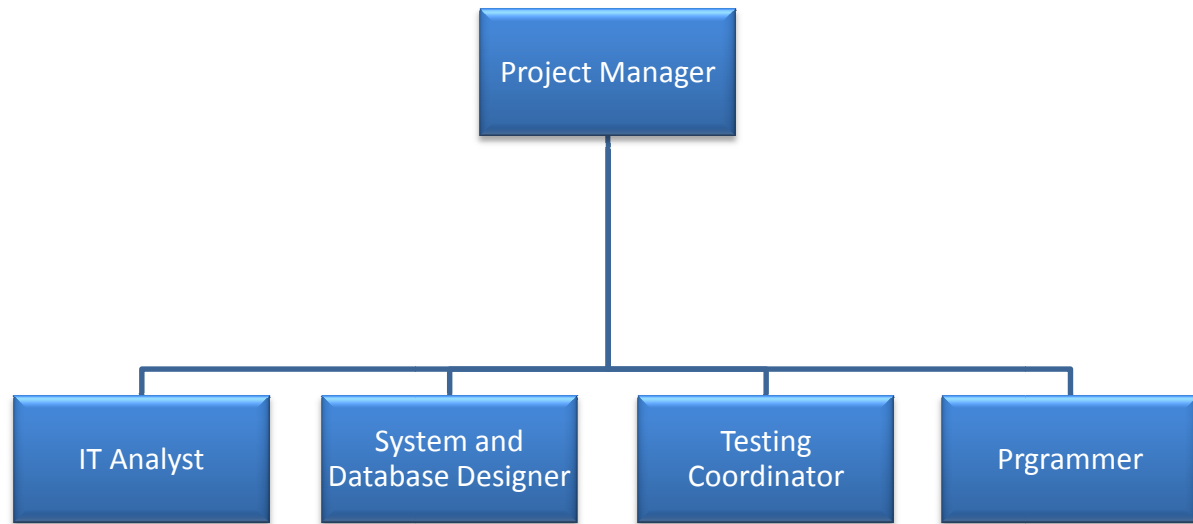 Project Manager
IT Analyst
System and
Database Designer
Testing
Coordinator
Prgrammer